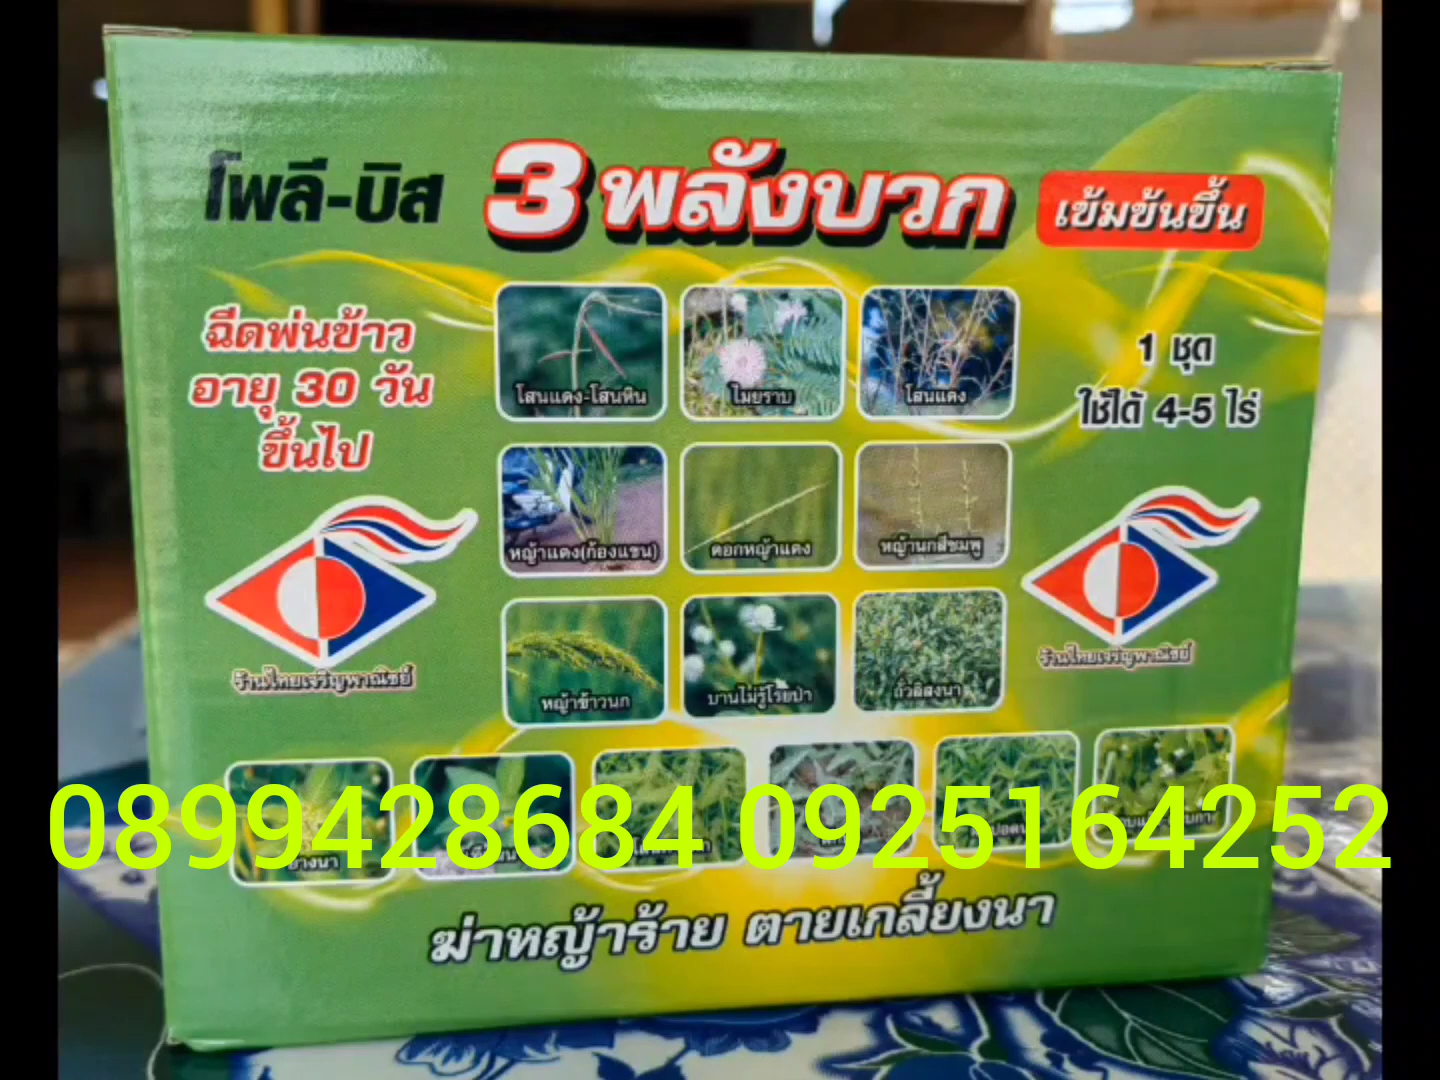 โพลี-บิส 3 พลังบวก เข้มข้นขึ้น
ฉีดพ่นข้าว
อายุ 30 วัน
ขึ้นไป
1 ชุด
ใช้ได้ 4-5 ไร่
โสนแดง-โสนหิน ไมยราบ โสนแดง
หญ้าแดง(ก้องแขน) ดอกหญ้าแดง หญ้านกสีชมพู
หญ้าข้าวนก บานไม่รู้โรยป่า ถั่วลิสงนา
ร้านไทยเจริญพาณิชย์ ร้านไทยเจริญพาณิชย์
0899428684 0925164252
ฆ่าหญ้าร้าย ตายเกลี้ยงนา